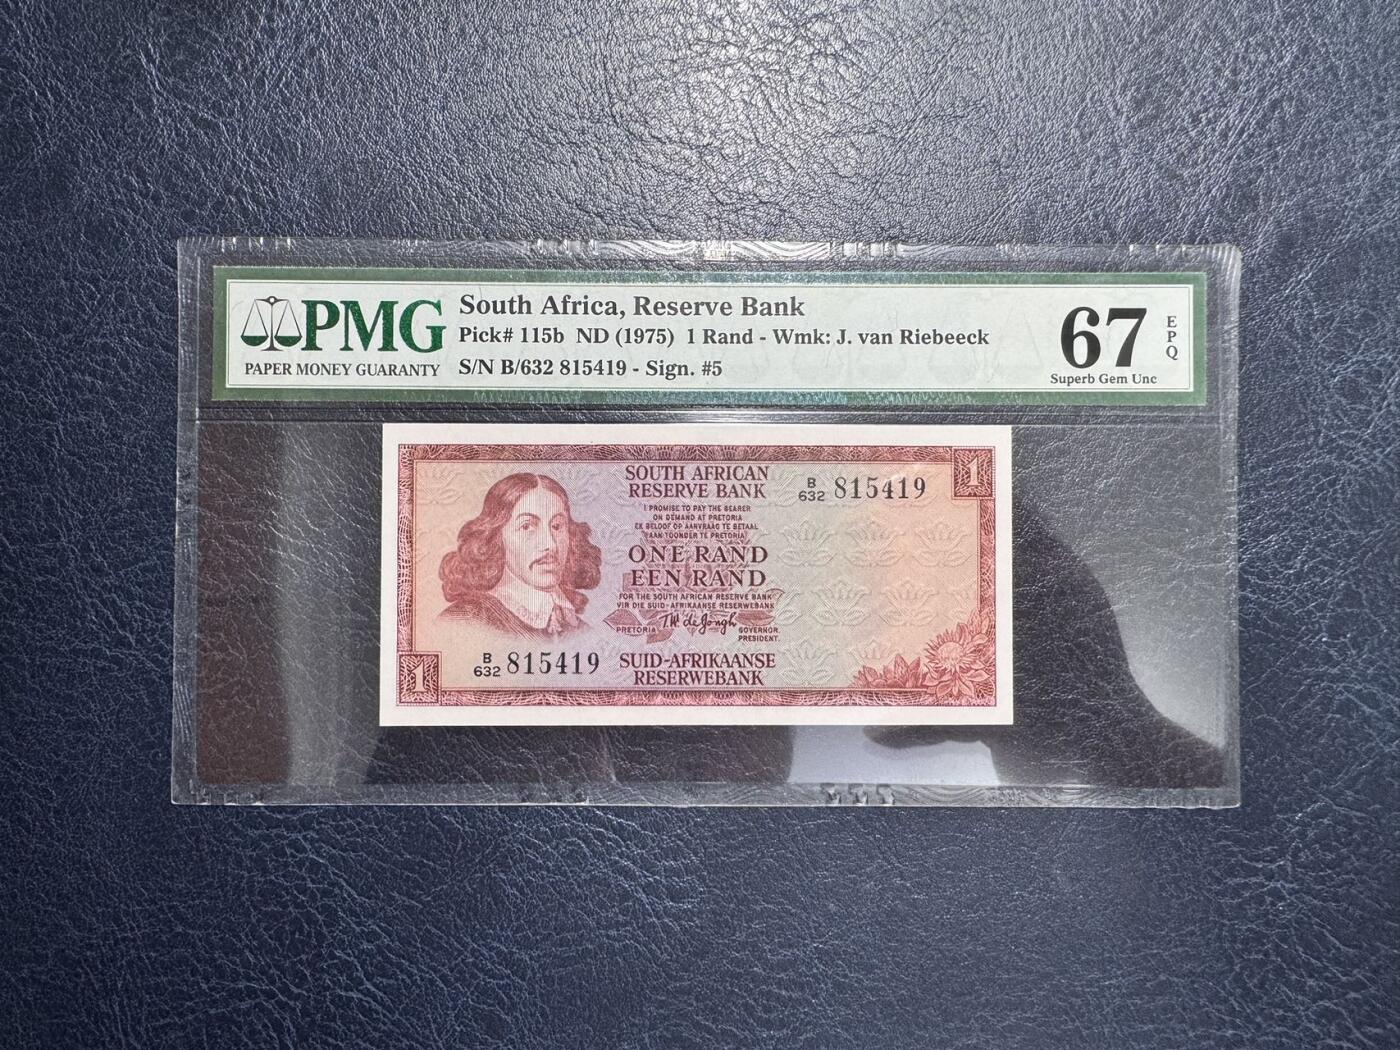 PMG
PAPER MONEY GUARANTY
South Africa, Reserve Bank
Pick# 115b ND (1975) 1 Rand - Wmk: J. van Riebeeck
S/N B/632 815419 - Sign. #5
67
EPQ
Superb Gem Unc
SOUTH AFRICAN
RESERVE BANK
B/632 815419
1
I PROMISE TO PAY THE BEARER
ON DEMAND AT PRETORIA
EK BELOOF OP AANVRAAG TE BETAAL
AAN TOONDER TE PRETORIA
ONE RAND
EEN RAND
FOR THE SOUTH AFRICAN RESERVE BANK
VIR DIE SUID-AFRIKAANSE RESERWEBANK
T.W. de Jongh
PRETORIA
GOVERNOR.
PRESIDENT.
B/632 815419
SUID-AFRIKAANSE
RESERWEBANK
1